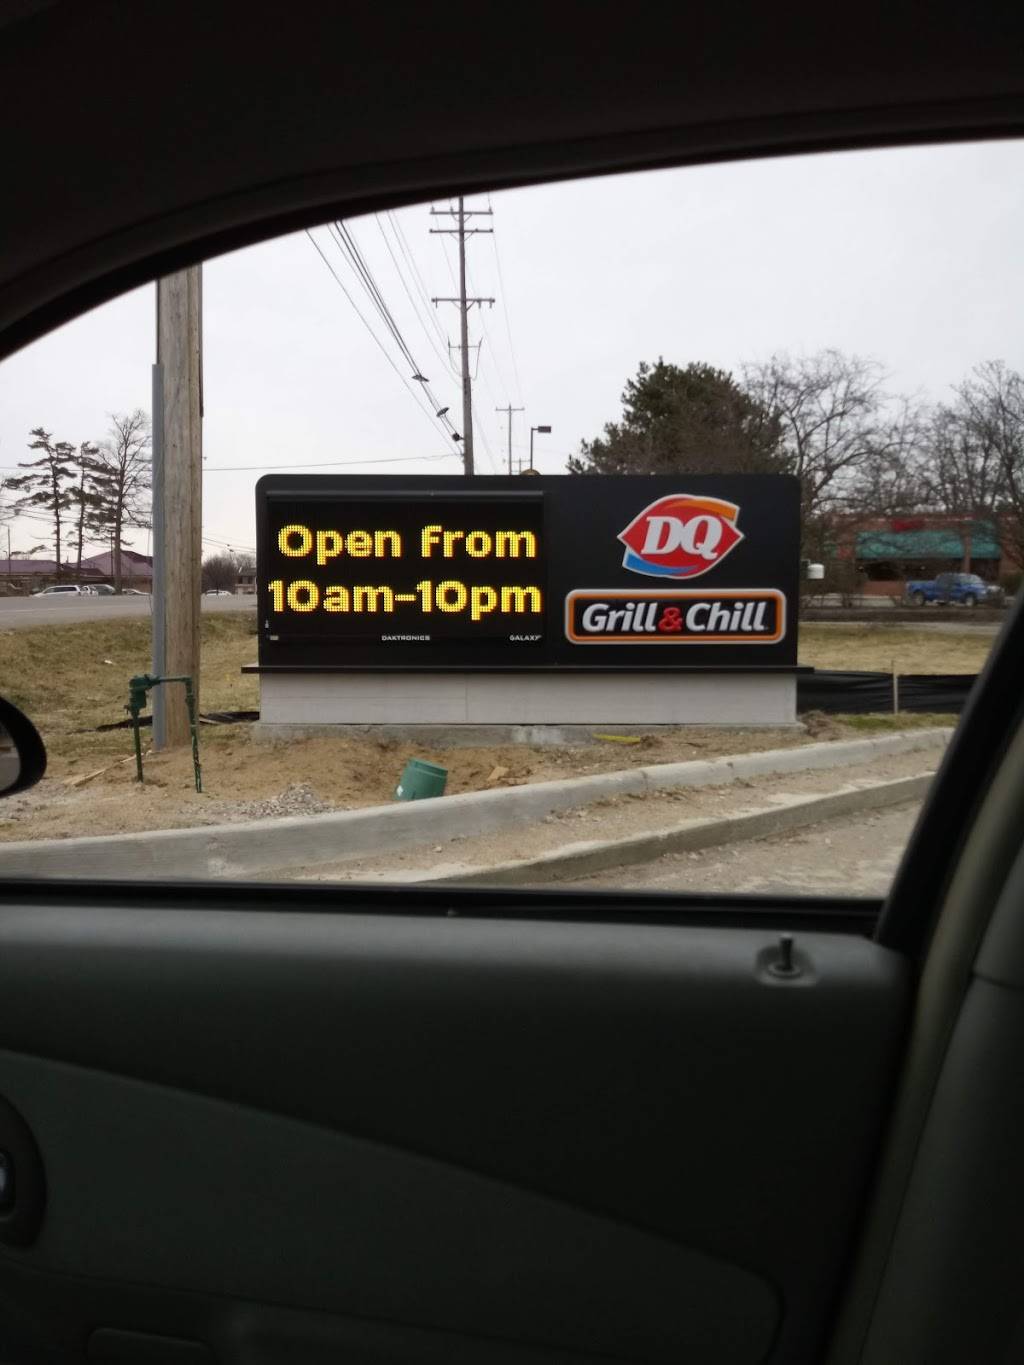 Open from
10am-10pm
DAKTRONICS GALAXY
DQ
Grill & Chill